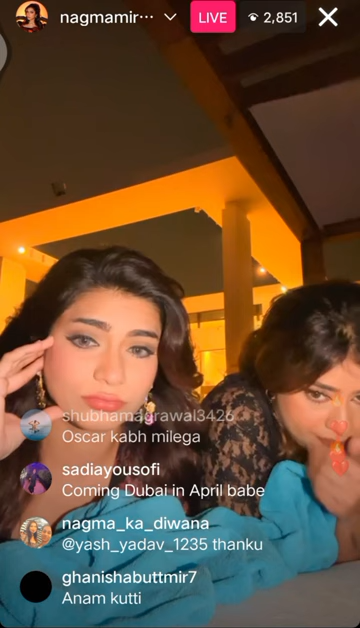 nagmamir···
LIVE
2,851
shubhamagrawal3426
Oscar kabh milega
sadiayousofi
Coming Dubai in April babe
nagma_ka_diwana
@yash_yadav_1235 thanku
ghanishabuttmir7
Anam kutti